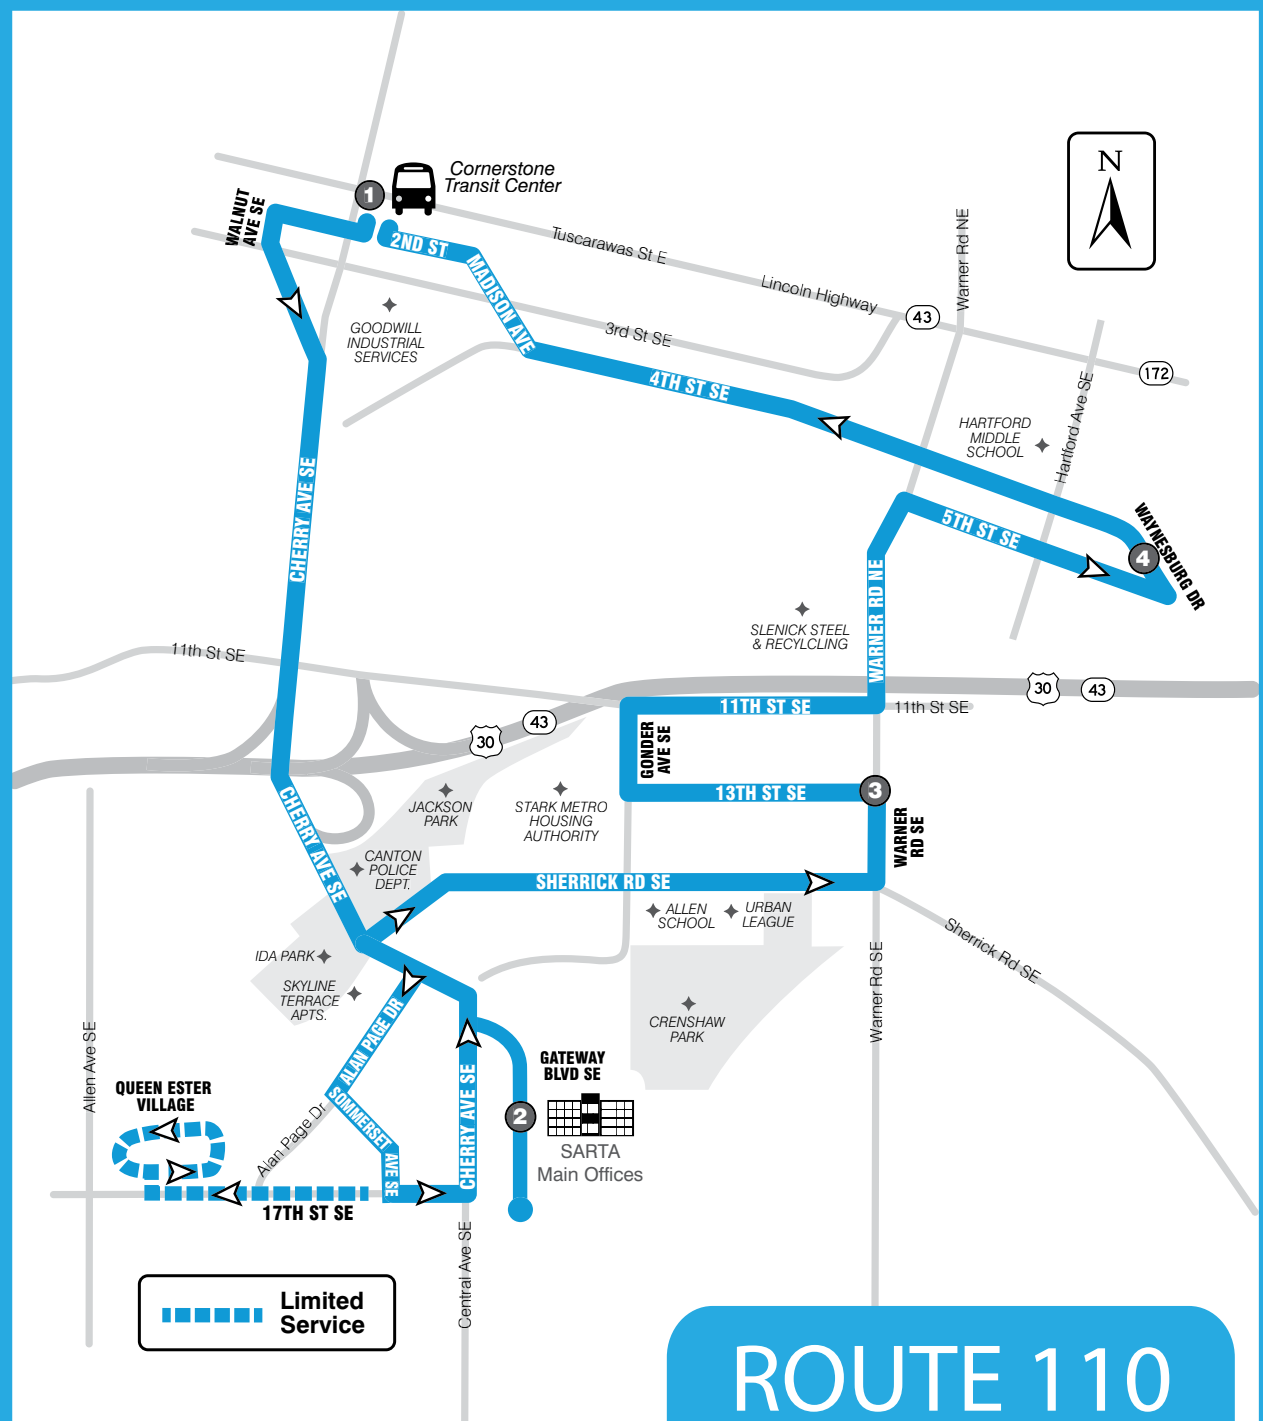 N
Cornerstone
Transit Center
1
WALNUT
AVE SE
2ND ST
MADISON AVE
Tuscarawas St E
Lincoln Highway
43
Warner Rd NE
172
3rd St SE
GOODWILL
INDUSTRIAL
SERVICES
4TH ST SE
Hartford Ave SE
HARTFORD
MIDDLE
SCHOOL
CHERRY AVE SE
5TH ST SE
WAYNESBURG DR
4
WARNER RD NE
SLENICK STEEL
& RECYLCLING
11th St SE
30
43
11TH ST SE
11th St SE
43
30
GONDER
AVE SE
13TH ST SE
3
JACKSON
PARK
STARK METRO
HOUSING
AUTHORITY
CHERRY AVE SE
WARNER
RD SE
CANTON
POLICE
DEPT.
SHERRICK RD SE
ALLEN
SCHOOL
URBAN
LEAGUE
IDA PARK
Sherrick Rd SE
SKYLINE
TERRACE
APTS.
CRENSHAW
PARK
Warner Rd SE
ALAN PAGE DR
Allen Ave SE
GATEWAY
BLVD SE
QUEEN ESTER
VILLAGE
SOMMERSET
AVE SE
CHERRY AVE SE
2
Alan Page Dr
SARTA
Main Offices
17TH ST SE
Central Ave SE
Limited
Service
ROUTE 110